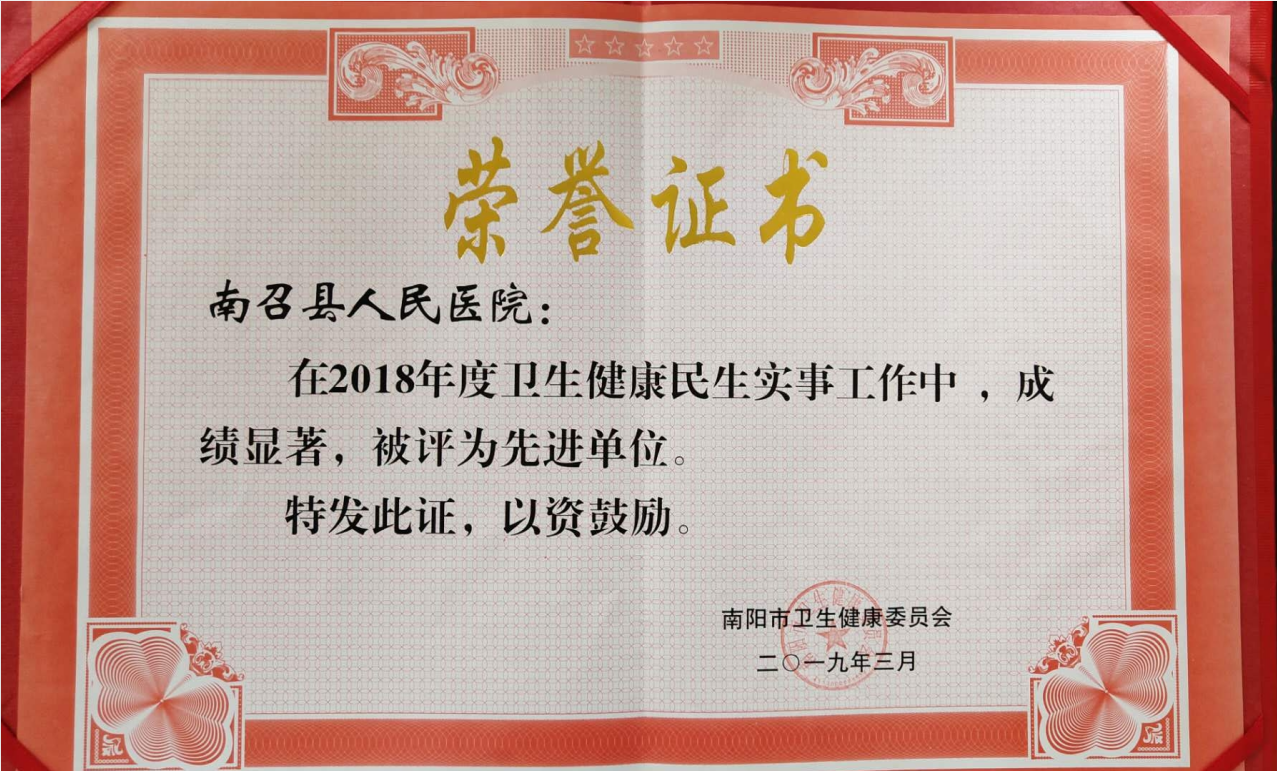 荣誉证书
南召县人民医院：
在2018年度卫生健康民生实事工作中，成
绩显著，被评为先进单位。
特发此证，以资鼓励。
南阳市卫生健康委员会
二〇一九年三月